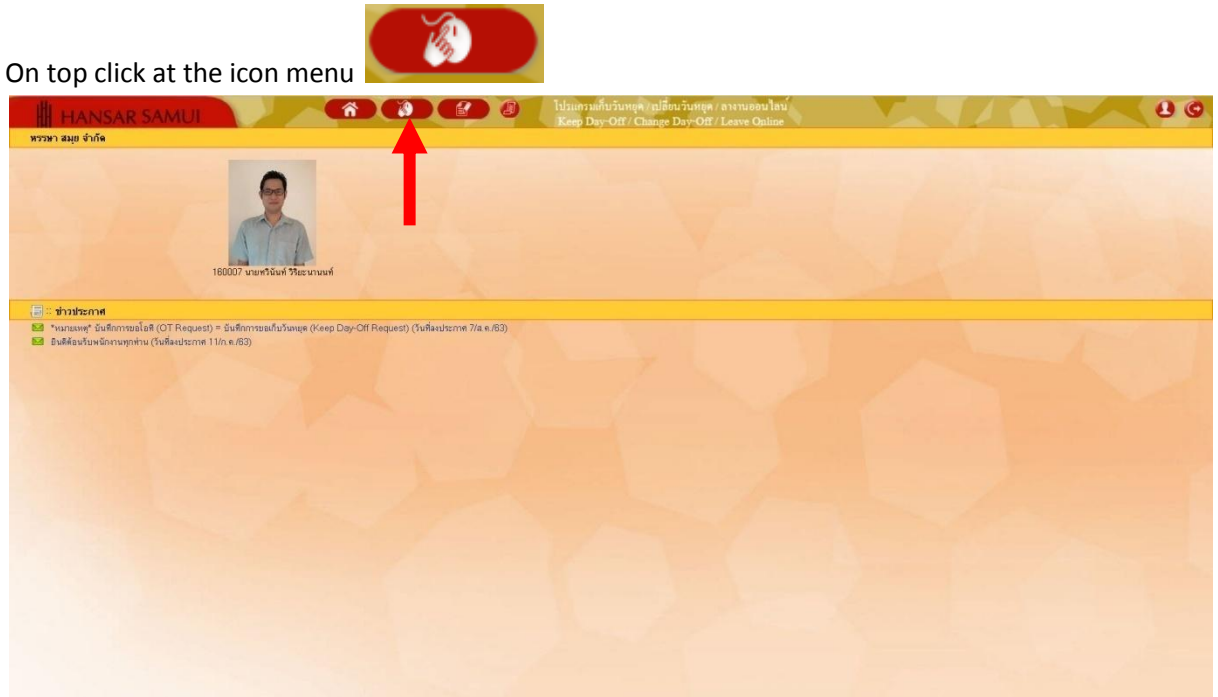 On top click at the icon menu
HANSAR SAMUI
โปรแกรมเก็บวันหยุด / เปลี่ยนวันหยุด / ลางานออนไลน์
Keep Day-Off / Change Day-Off / Leave Online
หรรษา สมุย จำกัด
160007 นายทวินันท์ วิริยะนานนท์
:: ข่าวประกาศ
*หมายเหตุ* บันทึกการขอโอที (OT Request) = บันทึกการขอเก็บวันหยุด (Keep Day-Off Request) (วันที่ลงประกาศ 7/ส.ค./63)
ยินดีต้อนรับพนักงานทุกท่าน (วันที่ลงประกาศ 11/ก.ค./63)